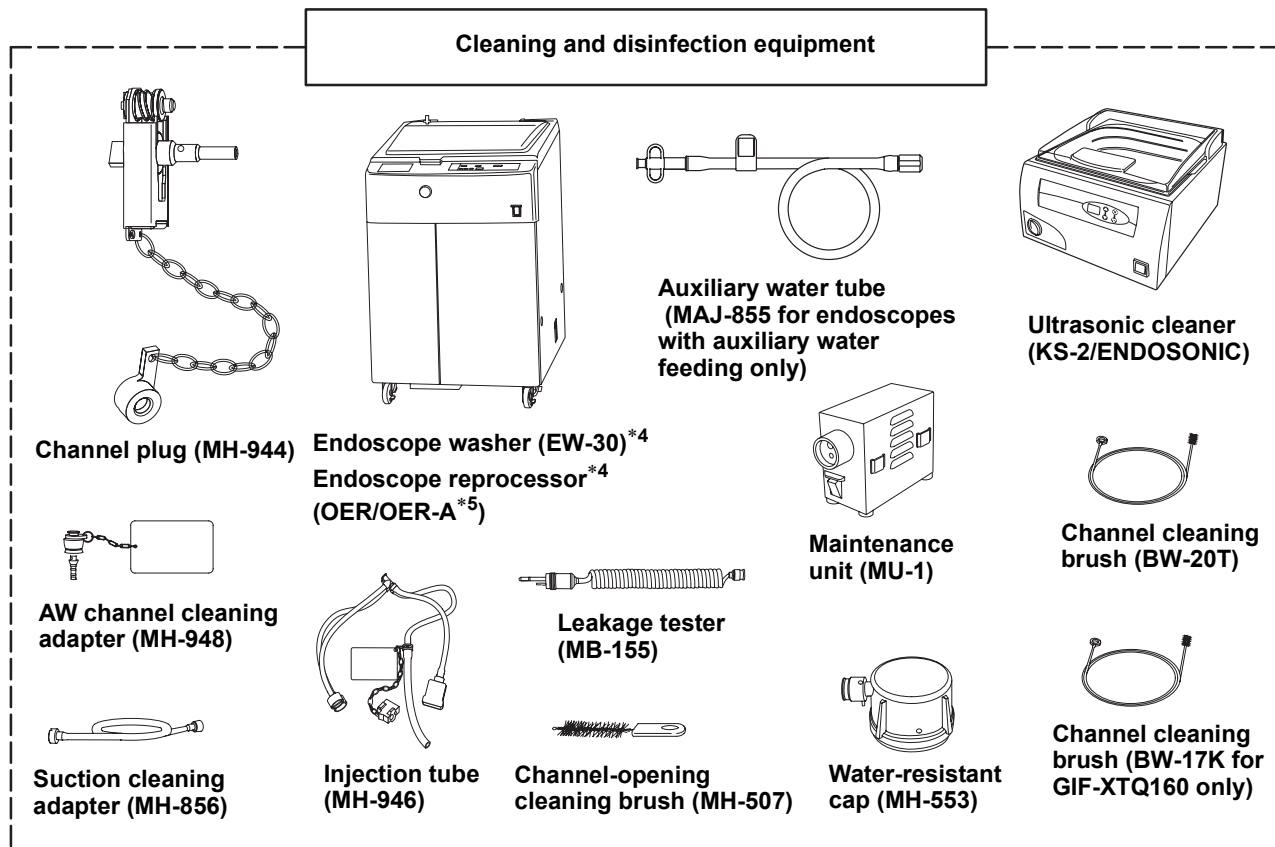 Cleaning and disinfection equipment
Channel plug (MH-944)
Endoscope washer (EW-30)*4
Endoscope reprocessor*4
(OER/OER-A*5)
Auxiliary water tube
(MAJ-855 for endoscopes
with auxiliary water
feeding only)
Ultrasonic cleaner
(KS-2/ENDOSONIC)
Maintenance
unit (MU-1)
Channel cleaning
brush (BW-20T)
AW channel cleaning
adapter (MH-948)
Leakage tester
(MB-155)
Suction cleaning
adapter (MH-856)
Injection tube
(MH-946)
Channel-opening
cleaning brush (MH-507)
Water-resistant
cap (MH-553)
Channel cleaning
brush (BW-17K for
GIF-XTQ160 only)